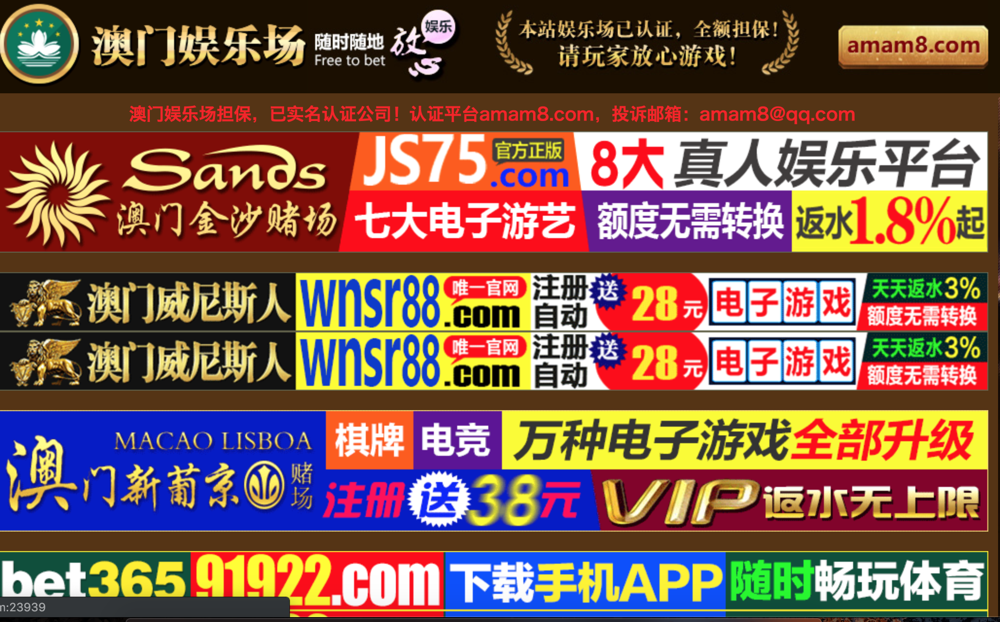 澳门娱乐场 随时随地 放心 娱乐
Free to bet
本站娱乐场已认证，全额担保！
请玩家放心游戏！
amam8.com
澳门娱乐场担保，已实名认证公司！认证平台amam8.com，投诉邮箱：amam8@qq.com
Sands
澳门金沙赌场
JS75.com 官方正版
8大真人娱乐平台
七大电子游艺
额度无需转换
返水1.8%起
澳门威尼斯人
wnsr88.com 唯一官网
注册自动
送28元
电子游戏
天天返水3%
额度无需转换
澳门威尼斯人
wnsr88.com 唯一官网
注册自动
送28元
电子游戏
天天返水3%
额度无需转换
MACAO LISBOA
澳门新葡京赌场
棋牌 电竞 万种电子游戏全部升级
注册送38元
VIP返水无上限
bet365 91922.com 下载手机APP 随时畅玩体育
m:23939